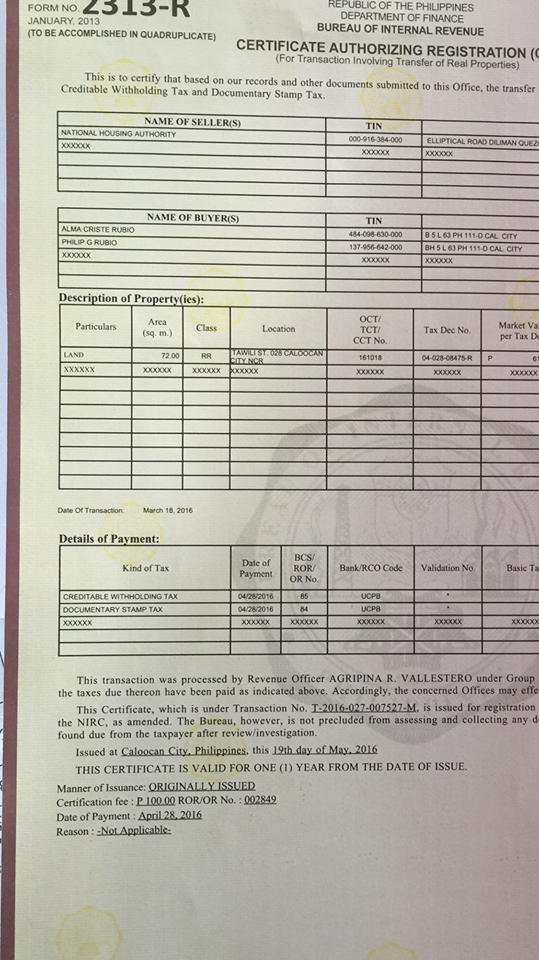 FORM NO. 2313-R
JANUARY, 2013
(TO BE ACCOMPLISHED IN QUADRUPLICATE)
REPUBLIC OF THE PHILIPPINES
DEPARTMENT OF FINANCE
BUREAU OF INTERNAL REVENUE
CERTIFICATE AUTHORIZING REGISTRATION (
(For Transaction Involving Transfer of Real Properties)
This is to certify that based on our records and other documents submitted to this Office, the transfer
Creditable Withholding Tax and Documentary Stamp Tax.
NAME OF SELLER(S) TIN
NATIONAL HOUSING AUTHORITY 000-916-384-000 ELLIPTICAL ROAD DILIMAN
XXXXXX XXXXXX XXXXXX
NAME OF BUYER(S) TIN
ALMA CRISTE RUBIO 484-098-630-000 B 5 L 63 PH 111-D CAL. CITY
PHILIP G RUBIO 137-956-642-000 BH 5 L 63 PH 111-D CAL. CITY
XXXXXX XXXXXX XXXXXX
Description of Property(ies):
Particulars Area (sq. m.) Class Location OCT/ TCT/ CCT No. Tax Dec No. Market
per Tax
LAND 72.00 RR TAWILI ST. 028 CALOOCAN CITY NCR 161018 04-028-08475-R P
XXXXXX XXXXXX XXXXXX XXXXXX XXXXXX XXXXXX XXXXXX
Date Of Transaction: March 18, 2016
Details of Payment:
Kind of Tax Date of Payment BCS/ ROR/ OR No. Bank/RCO Code Validation No. Basic
CREDITABLE WITHHOLDING TAX 04/28/2016 85 UCPB *
DOCUMENTARY STAMP TAX 04/28/2016 84 UCPB *
XXXXXX XXXXXX XXXXXX XXXXXX XXXXXX XXXXX
This transaction was processed by Revenue Officer AGRIPINA R. VALLESTERO under Group
the taxes due thereon have been paid as indicated above. Accordingly, the concerned Offices may
This Certificate, which is under Transaction No. T-2016-027-007527-M, is issued for registration
the NIRC, as amended. The Bureau, however, is not precluded from assessing and collecting any
found due from the taxpayer after review/investigation.
Issued at Caloocan City, Philippines, this 19th day of May, 2016
THIS CERTIFICATE IS VALID FOR ONE (1) YEAR FROM THE DATE OF ISSUE.
Manner of Issuance: ORIGINALLY ISSUED
Certification fee : P 100.00 ROR/OR No. : 002849
Date of Payment : April 28, 2016
Reason : -Not Applicable-